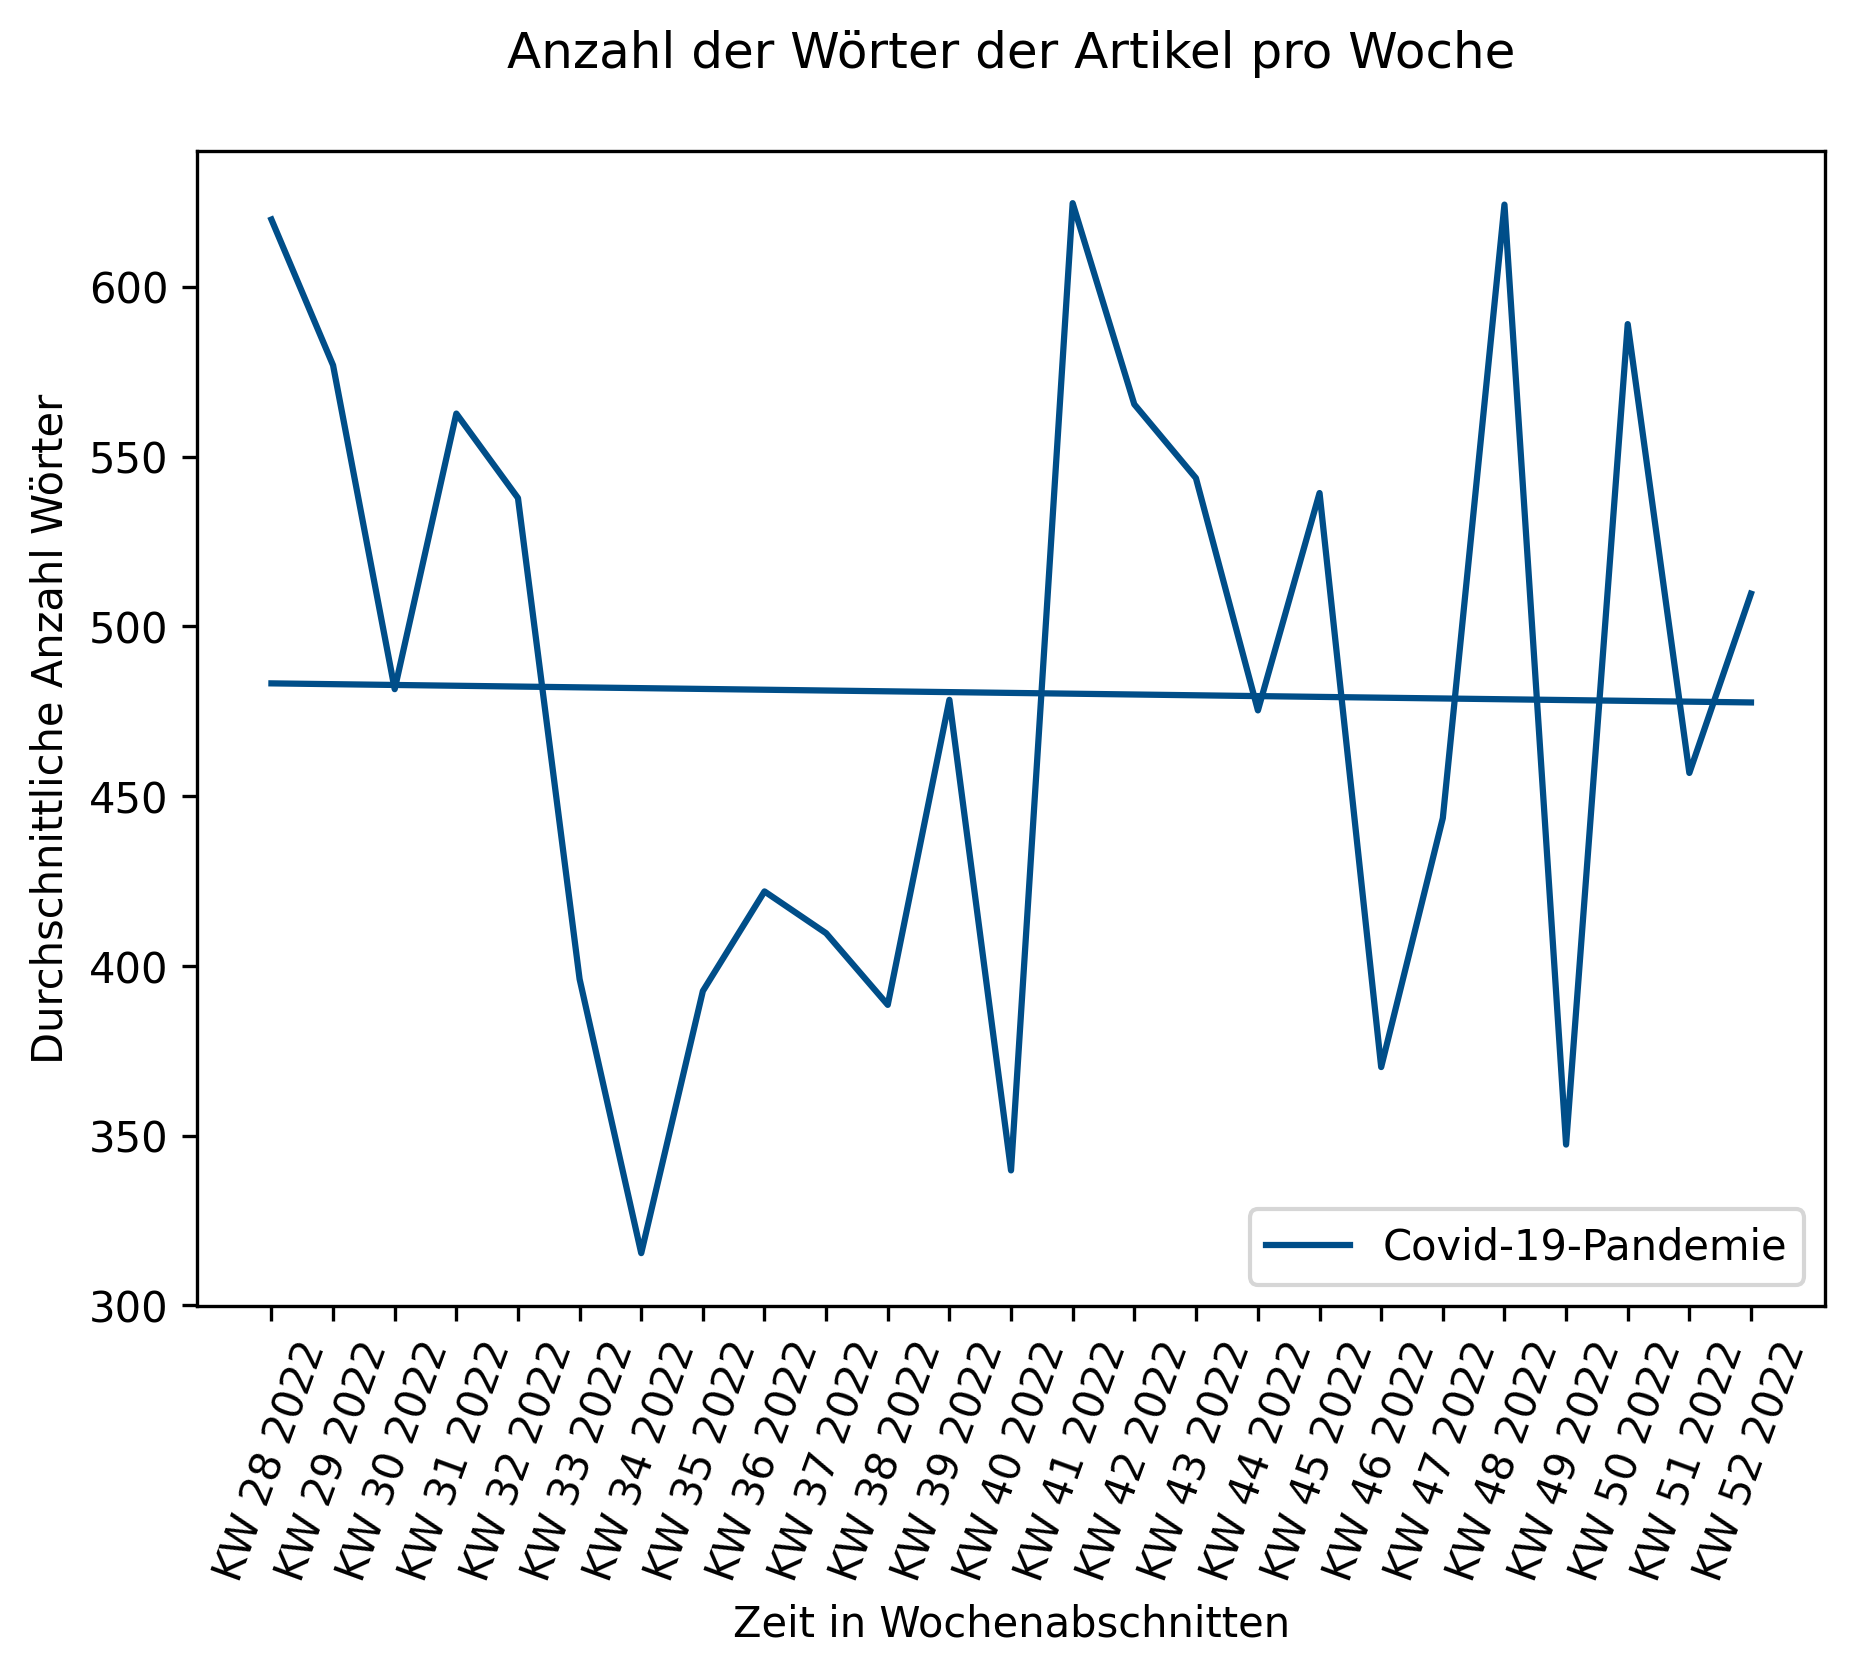 Anzahl der Wörter der Artikel pro Woche
Durchschnittliche Anzahl Wörter
600
550
500
450
400
350
300
Covid-19-Pandemie
KW 28 2022
KW 29 2022
KW 30 2022
KW 31 2022
KW 32 2022
KW 33 2022
KW 34 2022
KW 35 2022
KW 36 2022
KW 37 2022
KW 38 2022
KW 39 2022
KW 40 2022
KW 41 2022
KW 42 2022
KW 43 2022
KW 44 2022
KW 45 2022
KW 46 2022
KW 47 2022
KW 48 2022
KW 49 2022
KW 50 2022
KW 51 2022
KW 52 2022
Zeit in Wochenabschnitten